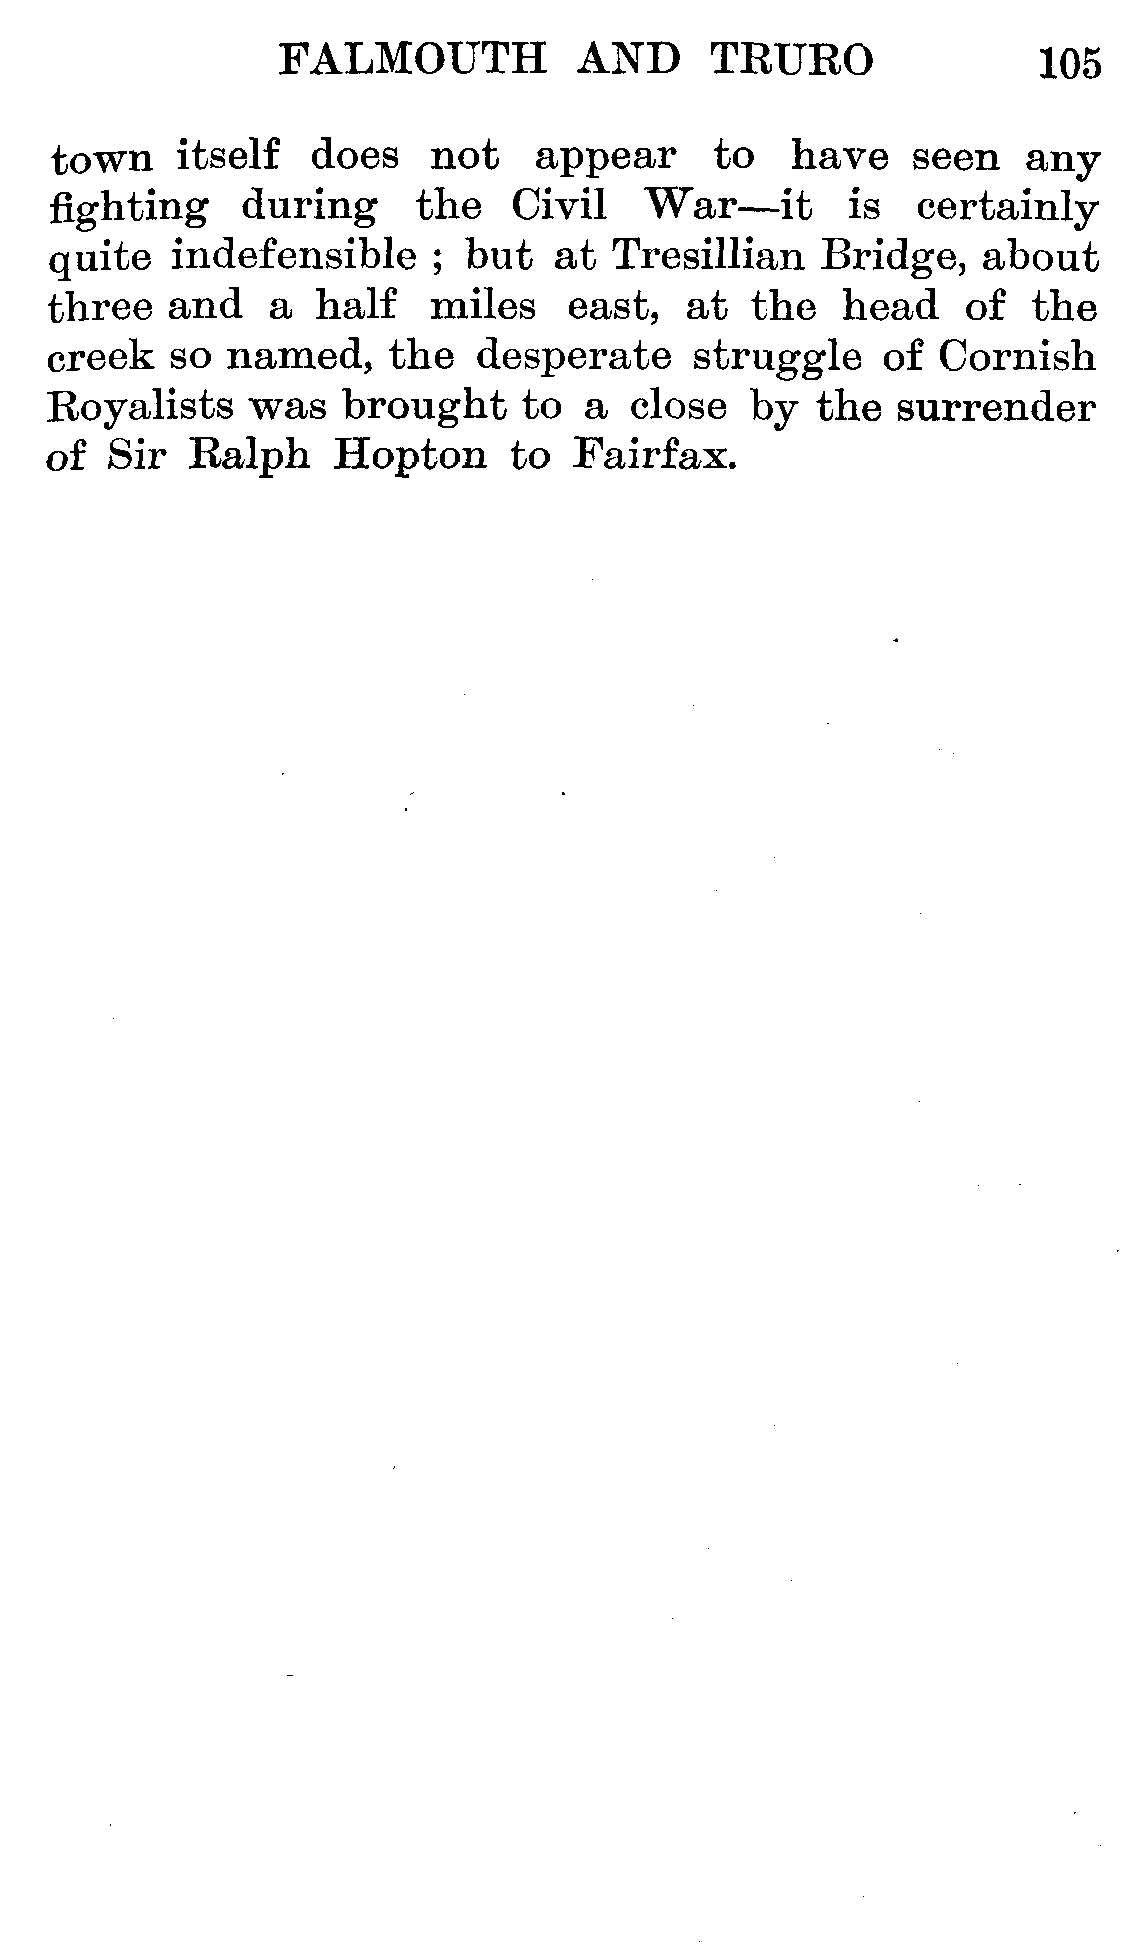 FALMOUTH AND TRURO 105
town itself does not appear to have seen any
fighting during the Civil War—it is certainly
quite indefensible ; but at Tresillian Bridge, about
three and a half miles east, at the head of the
creek so named, the desperate struggle of Cornish
Royalists was brought to a close by the surrender
of Sir Ralph Hopton to Fairfax.